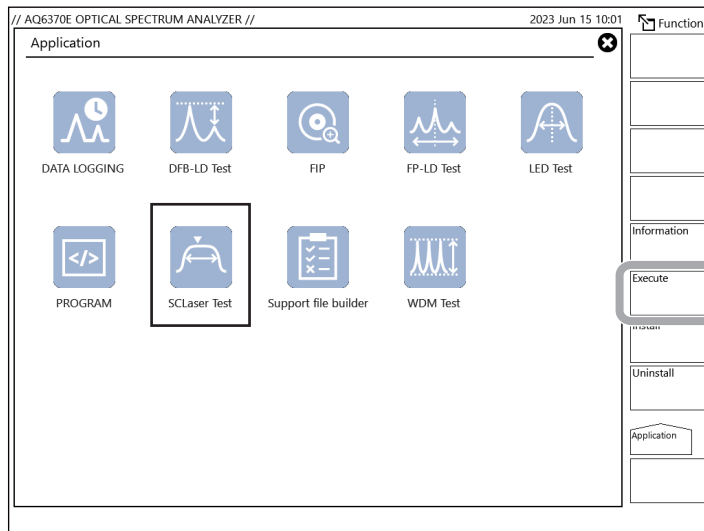 // AQ6370E OPTICAL SPECTRUM ANALYZER // 2023 Jun 15 10:01
Function
Application
DATA LOGGING DFB-LD Test FIP FP-LD Test LED Test
Information
</> 
Execute
PROGRAM SCLaser Test Support file builder WDM Test
Install
Uninstall
Application